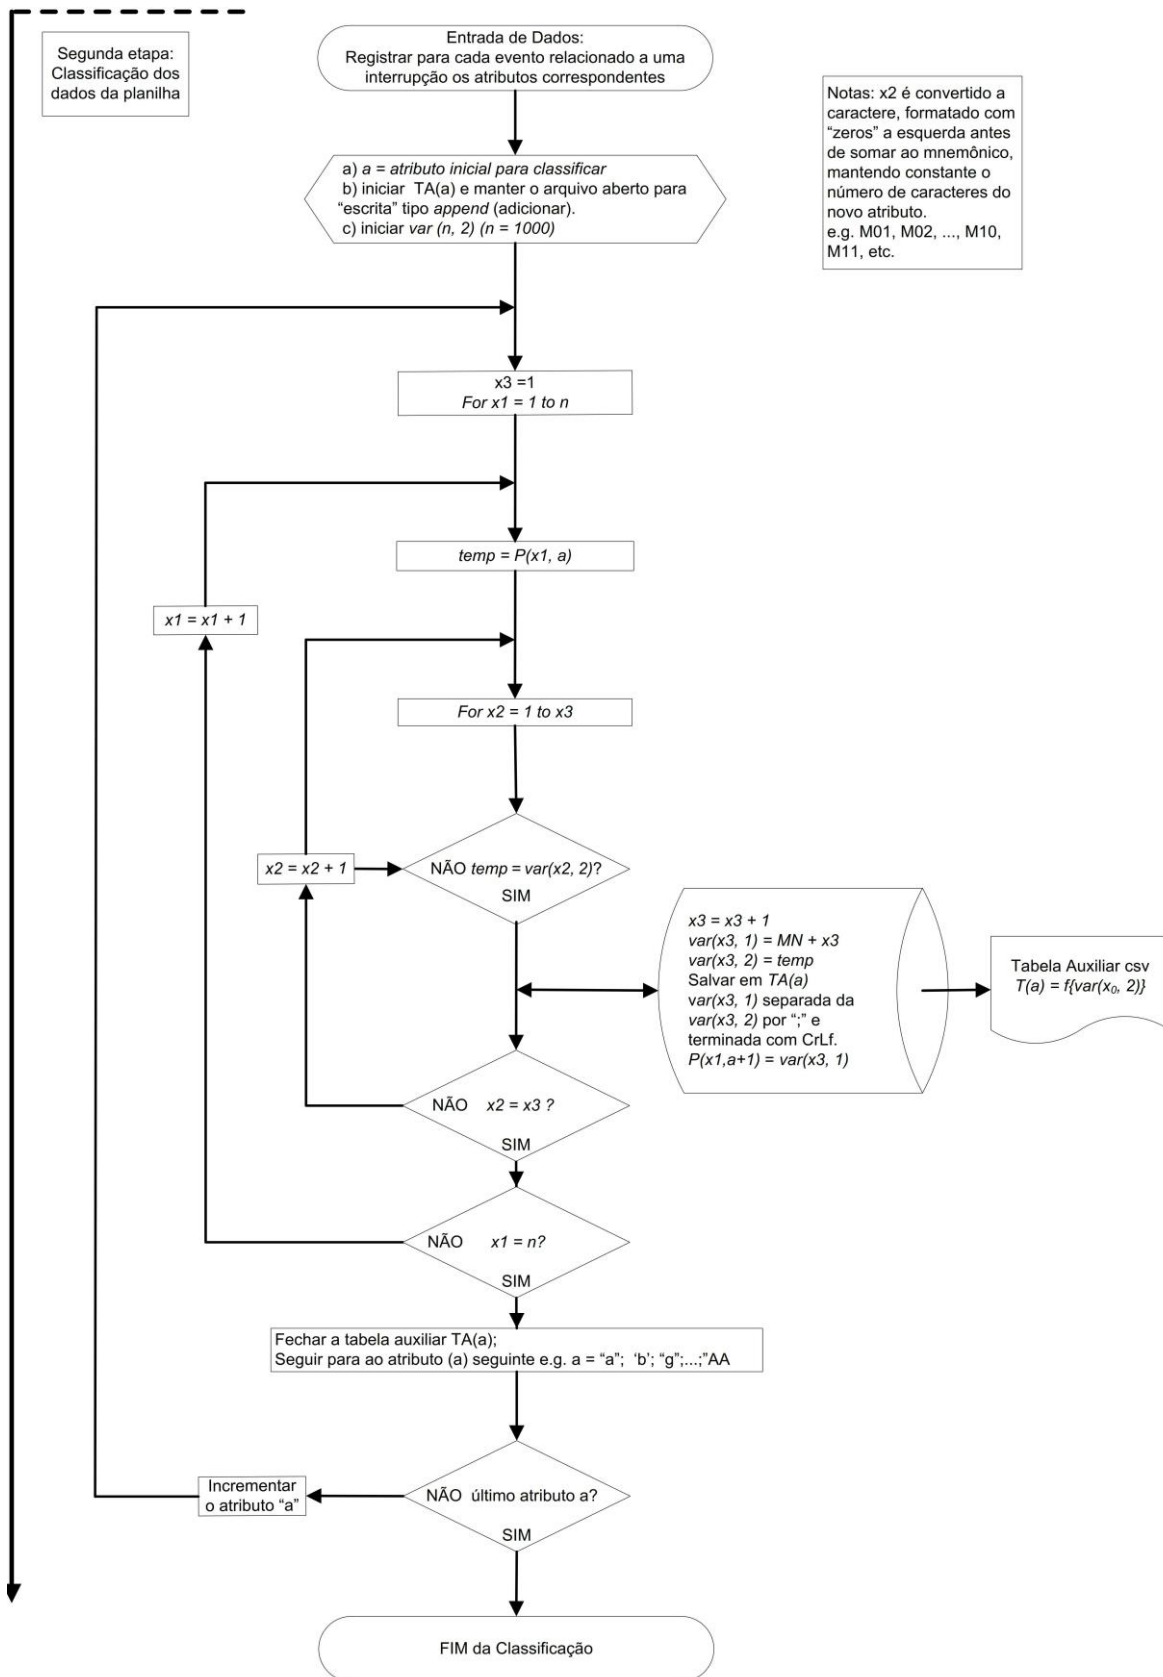 Segunda etapa:
Classificação dos
dados da planilha
Entrada de Dados:
Registrar para cada evento relacionado a uma
interrupção os atributos correspondentes
Notas: x2 é convertido a
caractere, formatado com
“zeros” a esquerda antes
de somar ao mnemônico,
mantendo constante o
número de caracteres do
novo atributo.
e.g. M01, M02, ..., M10,
M11, etc.
a) a = atributo inicial para classificar
b) iniciar TA(a) e manter o arquivo aberto para
“escrita” tipo append (adicionar).
c) iniciar var (n, 2) (n = 1000)
x3 =1
For x1 = 1 to n
temp = P(x1, a)
x1 = x1 + 1
For x2 = 1 to x3
x2 = x2 + 1
NÃO temp = var(x2, 2)?
SIM
x3 = x3 + 1
var(x3, 1) = MN + x3
var(x3, 2) = temp
Salvar em TA(a)
var(x3, 1) separada da
var(x3, 2) por “;” e
terminada com CrLf.
P(x1,a+1) = var(x3, 1)
Tabela Auxiliar csv
T(a) = f{var(x₀, 2)}
NÃO x2 = x3 ?
SIM
NÃO x1 = n?
SIM
Fechar a tabela auxiliar TA(a);
Seguir para ao atributo (a) seguinte e.g. a = “a”; ‘b’; “g”;...;”AA
Incrementar
o atributo “a”
NÃO último atributo a?
SIM
FIM da Classificação